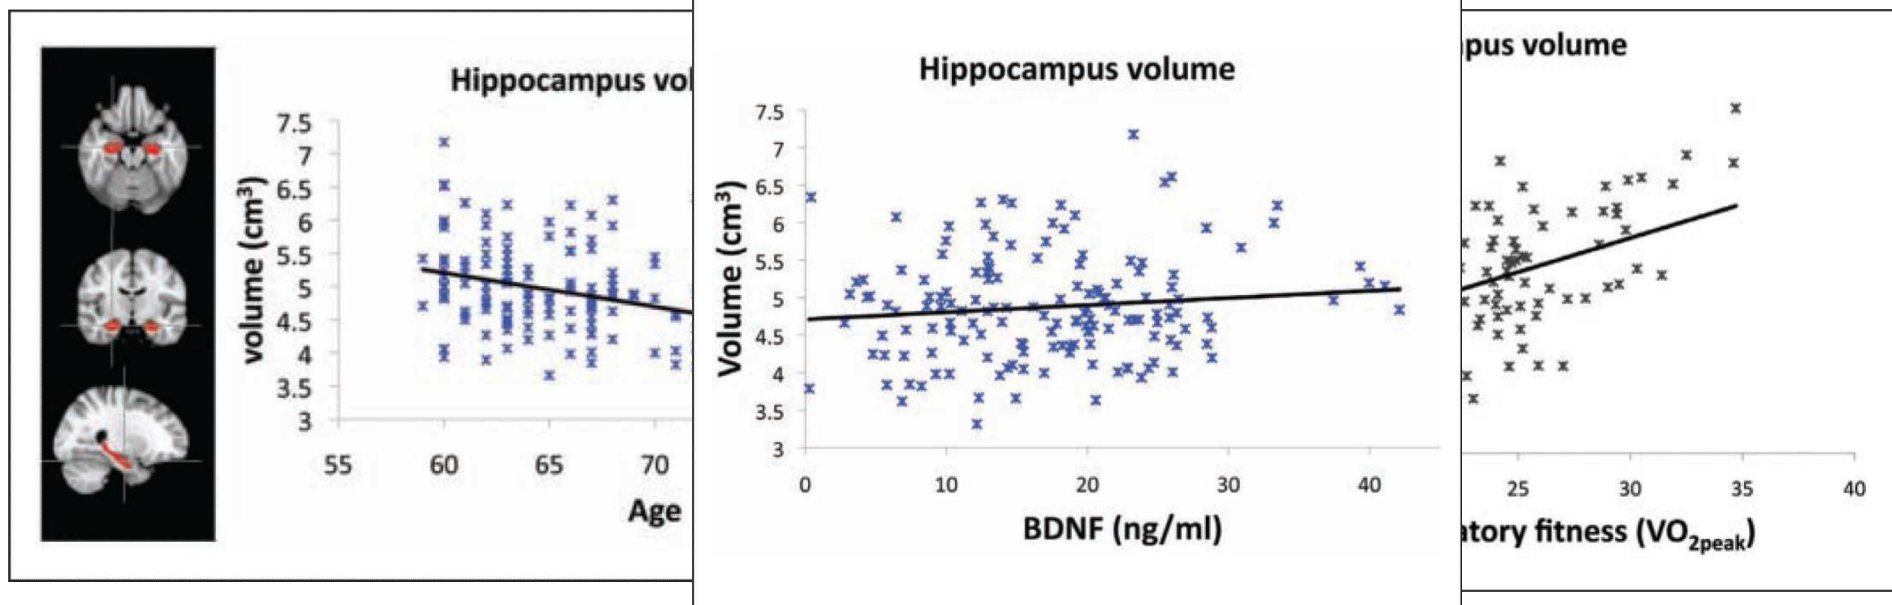 Hippocampus vol
7.5
7
6.5
6
5.5
5
4.5
4
3.5
3
volume (cm³)
55 60 65 70
Age
Hippocampus volume
7.5
7
6.5
6
5.5
5
4.5
4
3.5
3
Volume (cm³)
0 10 20 30 40
BDNF (ng/ml)
pus volume
25 30 35 40
atory fitness (VO₂peak)